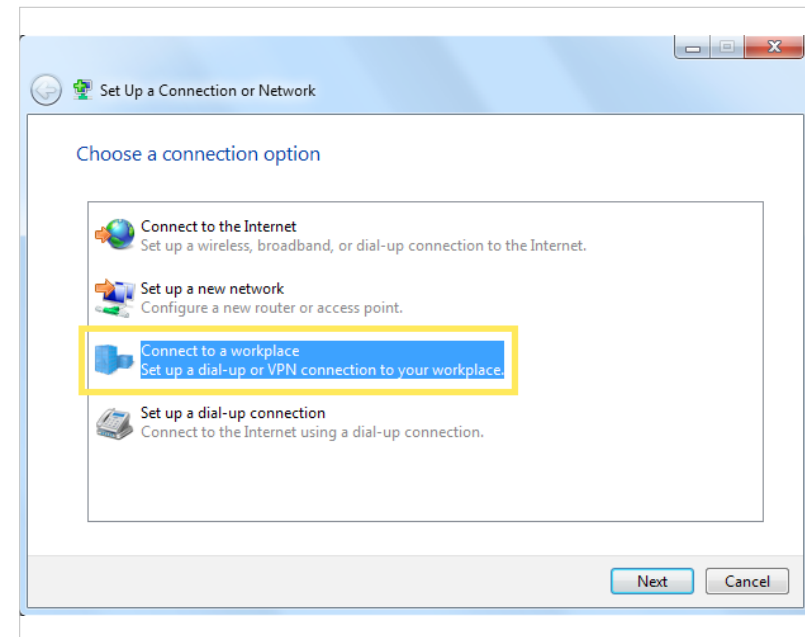 Set Up a Connection or Network
Choose a connection option
Connect to the Internet
Set up a wireless, broadband, or dial-up connection to the Internet.
Set up a new network
Configure a new router or access point.
Connect to a workplace
Set up a dial-up or VPN connection to your workplace.
Set up a dial-up connection
Connect to the Internet using a dial-up connection.
Next Cancel